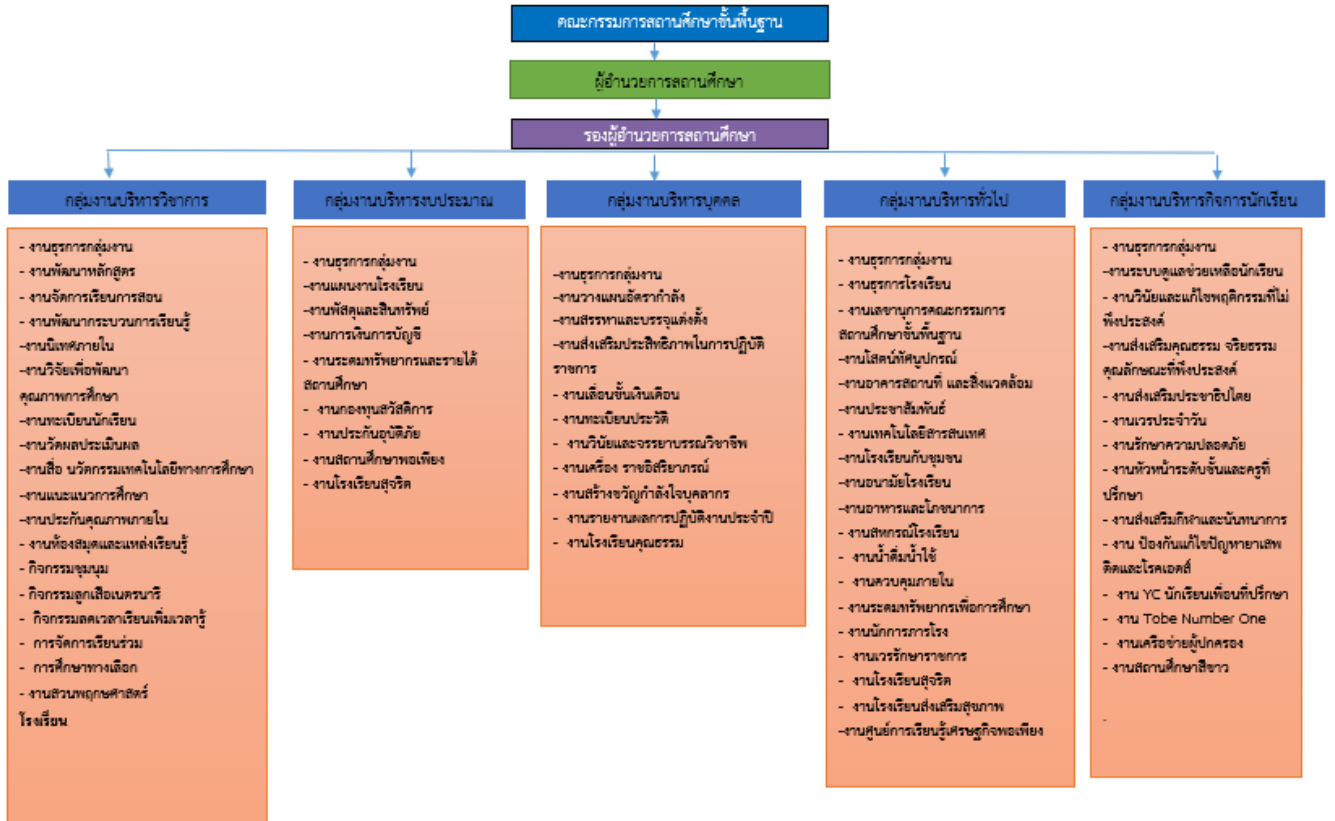 คณะกรรมการสถานศึกษาขั้นพื้นฐาน
ผู้อำนวยการสถานศึกษา
รองผู้อำนวยการสถานศึกษา
กลุ่มงานบริหารวิชาการ
- งานธุรการกลุ่มงาน
- งานพัฒนาหลักสูตร
- งานจัดการเรียนการสอน
- งานพัฒนากระบวนการเรียนรู้
-งานนิเทศภายใน
-งานวิจัยเพื่อพัฒนา
คุณภาพการศึกษา
-งานทะเบียนนักเรียน
-งานวัดผลประเมินผล
-งานสื่อ นวัตกรรมเทคโนโลยีทางการศึกษา
-งานแนะแนวการศึกษา
-งานประกันคุณภาพภายใน
-งานห้องสมุดและแหล่งเรียนรู้
- กิจกรรมชุมนุม
- กิจกรรมลูกเสือเนตรนารี
- กิจกรรมลดเวลาเรียนเพิ่มเวลารู้
- การจัดการเรียนร่วม
- การศึกษาทางเลือก
- งานสวนพฤกษศาสตร์
โรงเรียน
กลุ่มงานบริหารงบประมาณ
- งานธุรการกลุ่มงาน
-งานแผนงานโรงเรียน
-งานพัสดุและสินทรัพย์
-งานการเงินการบัญชี
- งานระดมทรัพยากรและรายได้
สถานศึกษา
- งานกองทุนสวัสดิการ
- งานประกันอุบัติภัย
- งานสถานศึกษาพอเพียง
- งานโรงเรียนสุจริต
กลุ่มงานบริหารบุคคล
-งานธุรการกลุ่มงาน
-งานวางแผนอัตรากำลัง
-งานสรรหาและบรรจุแต่งตั้ง
-งานส่งเสริมประสิทธิภาพในการปฏิบัติ
ราชการ
-งานเลื่อนขั้นเงินเดือน
-งานทะเบียนประวัติ
- งานวินัยและจรรยาบรรณวิชาชีพ
-งานเครื่อง ราชอิสริยาภรณ์
- งานสร้างขวัญกำลังใจบุคลากร
- งานรายงานผลการปฏิบัติงานประจำปี
- งานโรงเรียนคุณธรรม
กลุ่มงานบริหารทั่วไป
- งานธุรการกลุ่มงาน
- งานธุรการโรงเรียน
- งานเลขานุการคณะกรรมการ
สถานศึกษาขั้นพื้นฐาน
-งานโสตน์ทัศนูปกรณ์
-งานอาคารสถานที่ และสิ่งแวดล้อม
-งานประชาสัมพันธ์
- งานเทคโนโลยีสารสนเทศ
-งานโรงเรียนกับชุมชน
-งานอนามัยโรงเรียน
-งานอาหารและโภชนาการ
-งานสหกรณ์โรงเรียน
- งานน้ำดื่มน้ำใช้
- งานควบคุมภายใน
-งานระดมทรัพยากรเพื่อการศึกษา
-งานนักการภารโรง
- งานเวรรักษาราชการ
- งานโรงเรียนสุจริต
- งานโรงเรียนส่งเสริมสุขภาพ
-งานศูนย์การเรียนรู้เศรษฐกิจพอเพียง
กลุ่มงานบริหารกิจการนักเรียน
- งานธุรการกลุ่มงาน
-งานระบบดูแลช่วยเหลือนักเรียน
- งานวินัยและแก้ไขพฤติกรรมที่ไม่
พึงประสงค์
-งานส่งเสริมคุณธรรม จริยธรรม
คุณลักษณะที่พึงประสงค์
-งานส่งเสริมประชาธิปไตย
-งานเวรประจำวัน
-งานรักษาความปลอดภัย
-งานหัวหน้าระดับชั้นและครูที่
ปรึกษา
-งานส่งเสริมกีฬาและนันทนาการ
- งาน ป้องกันแก้ไขปัญหายาเสพ
ติดและโรคเอดส์
- งาน YC นักเรียนเพื่อนที่ปรึกษา
- งาน Tobe Number One
- งานเครือข่ายผู้ปกครอง
- งานสถานศึกษาสีขาว
-